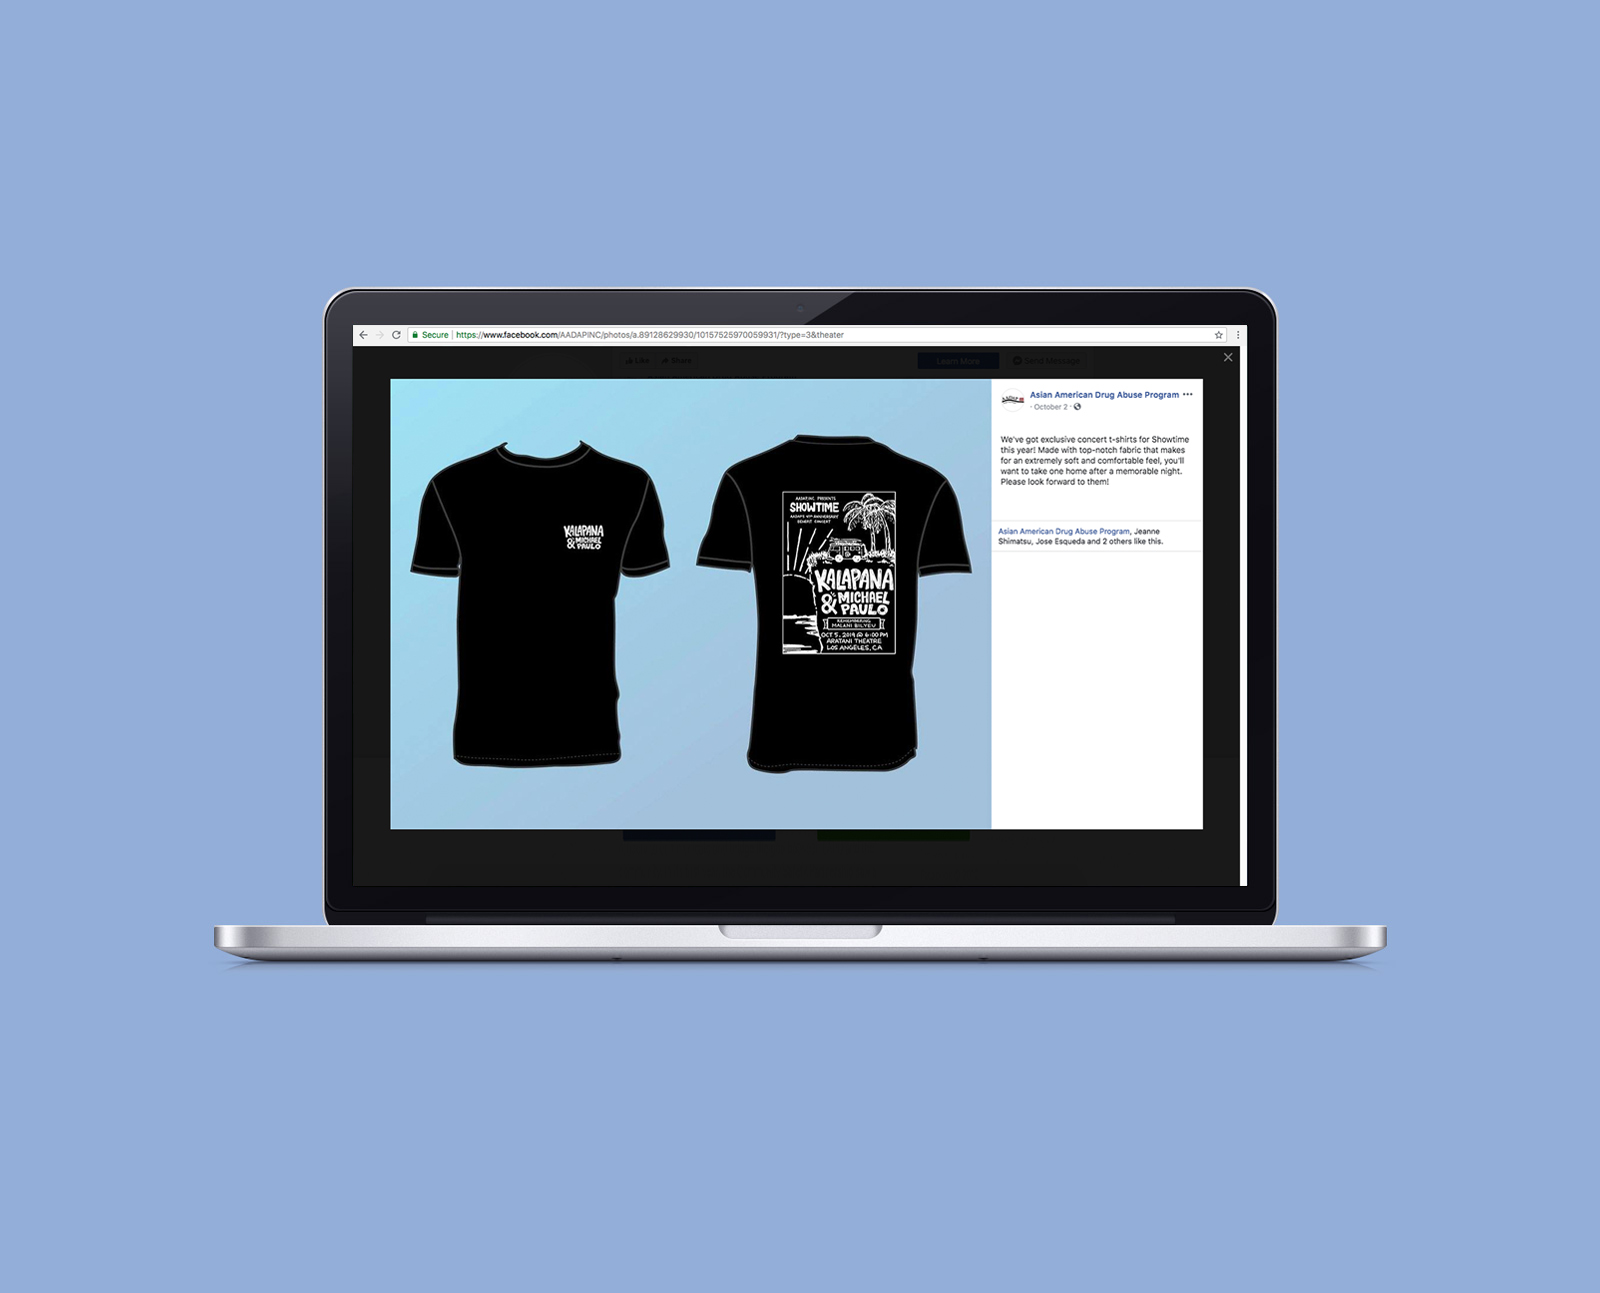 Secure | https://www.facebook.com/AADAPINC/photos/a.89128629930/10157525970059931/?type=3&theater
Like Share Learn More Send Message
KALAPANA
& MICHAEL
PAULO
AADAP, INC. PRESENTS
SHOWTIME
BENEFIT CONCERT
KALAPANA
& MICHAEL
PAULO
REMEMBERING
MALANI BILYEU
OCT 5, 2019 @ 6:00 PM
ARATANI THEATRE
LOS ANGELES, CA
Asian American Drug Abuse Program
· October 2 ·
We've got exclusive concert t-shirts for Showtime
this year! Made with top-notch fabric that makes
for an extremely soft and comfortable feel, you'll
want to take one home after a memorable night.
Please look forward to them!
Asian American Drug Abuse Program, Jeanne
Shimatsu, Jose Esqueda and 2 others like this.